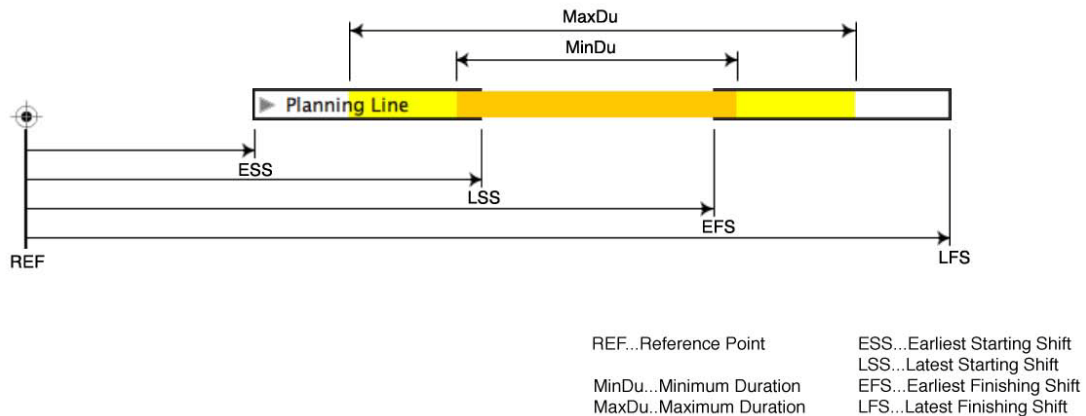 MaxDu
MinDu
Planning Line
ESS
LSS
EFS
REF
LFS
REF...Reference Point ESS...Earliest Starting Shift
LSS...Latest Starting Shift
MinDu...Minimum Duration EFS...Earliest Finishing Shift
MaxDu..Maximum Duration LFS...Latest Finishing Shift